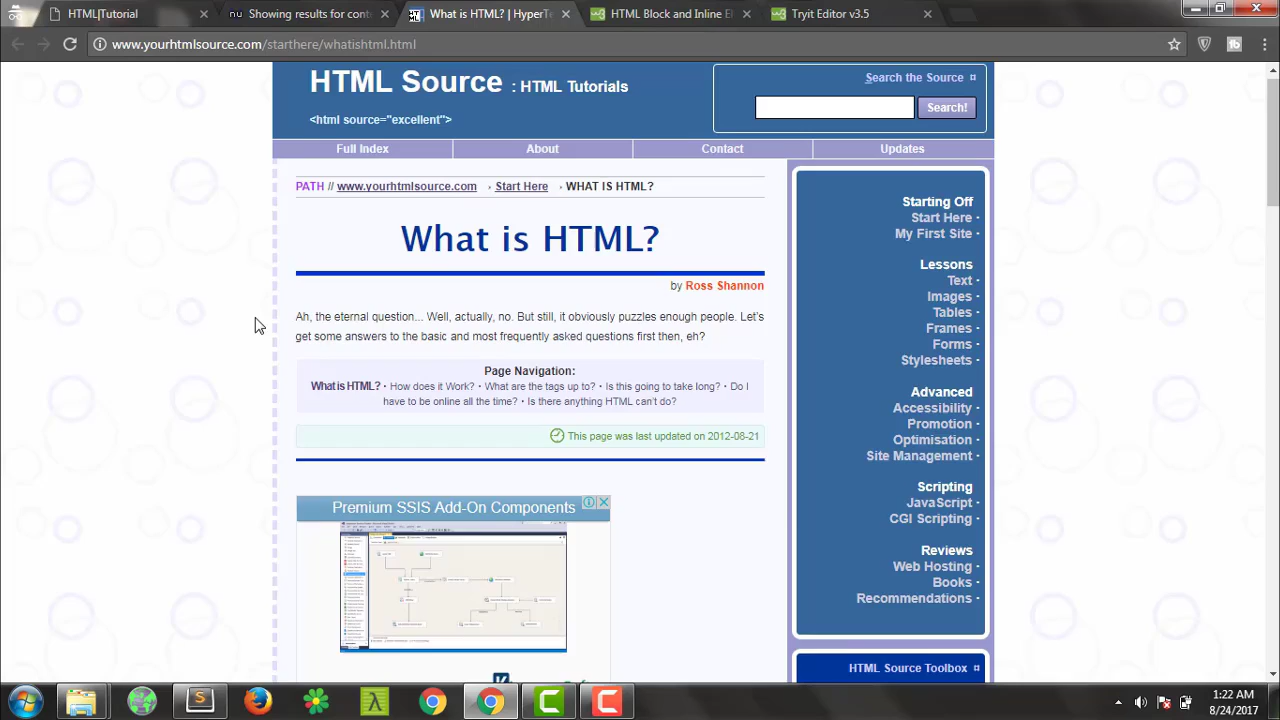 HTML|Tutorial
Showing results for cont
What is HTML? | Hyper
HTML Block and Inlin
Tryit Editor v3.5
www.yourhtmlsource.com/starthere/whatishtml.html
HTML Source : HTML Tutorials
<html source="excellent">
Search the Source ¤
Search!
Full Index
About
Contact
Updates
PATH // www.yourhtmlsource.com › Start Here › WHAT IS HTML?
What is HTML?
by Ross Shannon
Ah, the eternal question... Well, actually, no. But still, it obviously puzzles enough people. Let's
get some answers to the basic and most frequently asked questions first then, eh?
Page Navigation:
What is HTML? · How does it Work? · What are the tags up to? · Is this going to take long? · Do I
have to be online all the time? · Is there anything HTML can't do?
This page was last updated on 2012-08-21
Premium SSIS Add-On Components
Starting Off
Start Here ·
My First Site ·
Lessons
Text ·
Images ·
Tables ·
Frames ·
Forms ·
Stylesheets ·
Advanced
Accessibility ·
Promotion ·
Optimisation ·
Site Management ·
Scripting
JavaScript ·
CGI Scripting ·
Reviews
Web Hosting ·
Books ·
Recommendations ·
HTML Source Toolbox ¤
1:22 AM
8/24/2017